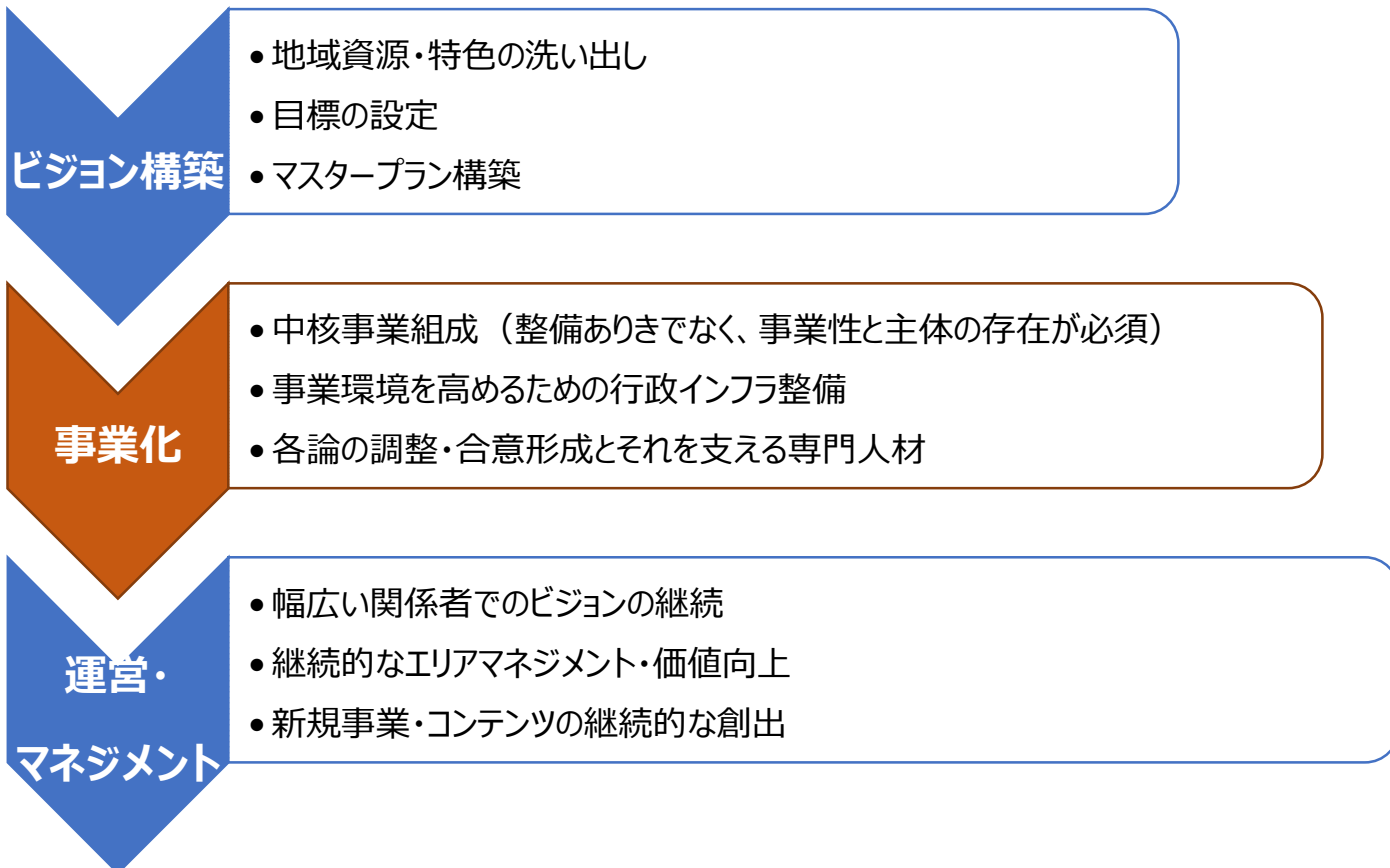 ビジョン構築
• 地域資源・特色の洗い出し
• 目標の設定
• マスタープラン構築
事業化
• 中核事業組成（整備ありきでなく、事業性と主体の存在が必須）
• 事業環境を高めるための行政インフラ整備
• 各論の調整・合意形成とそれを支える専門人材
運営・
マネジメント
• 幅広い関係者でのビジョンの継続
• 継続的なエリアマネジメント・価値向上
• 新規事業・コンテンツの継続的な創出